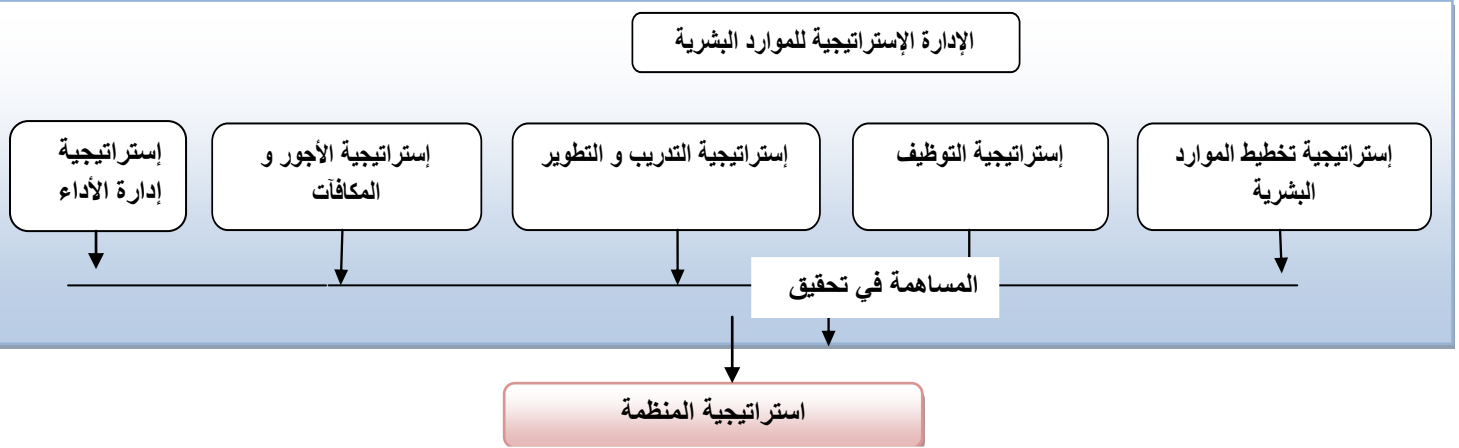 الإدارة الإستراتيجية للموارد البشرية
إستراتيجية تخطيط الموارد
البشرية
إستراتيجية التوظيف
إستراتيجية التدريب و التطوير
إستراتيجية الأجور و
المكافآت
إستراتيجية
إدارة الأداء
المساهمة في تحقيق
استراتيجية المنظمة